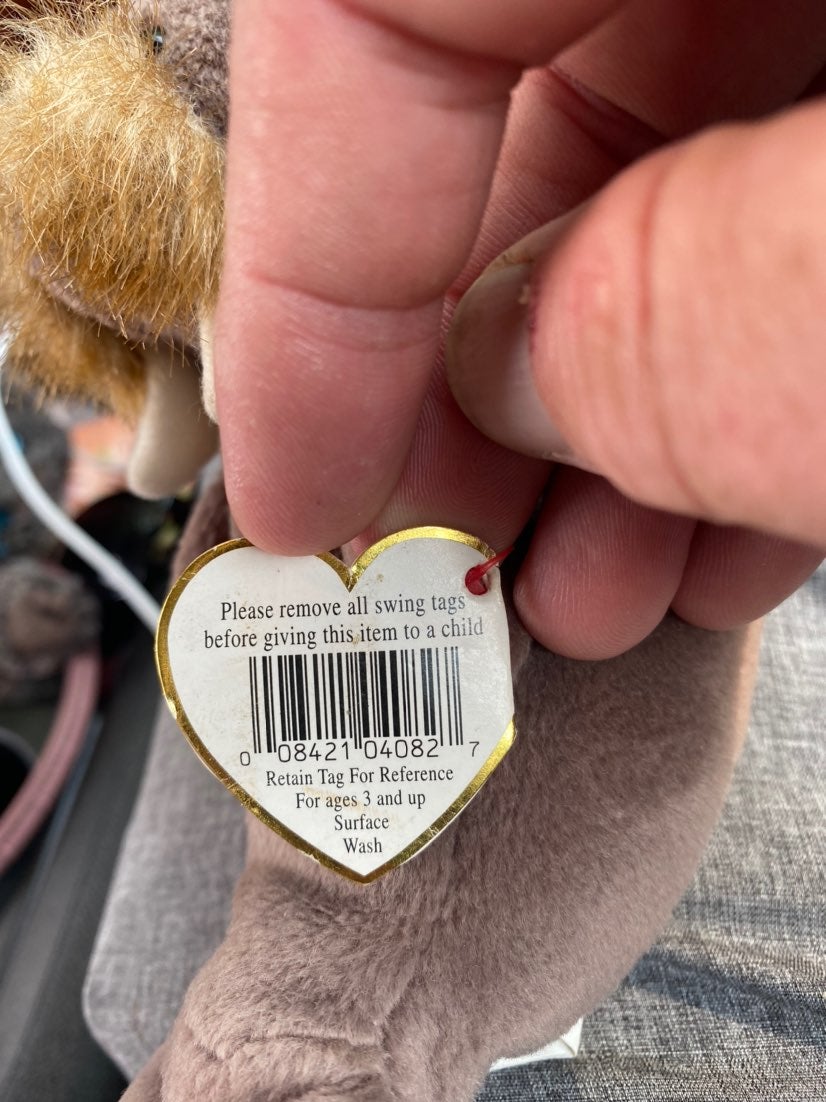 Please remove all swing tags
before giving this item to a child
0 08421 04082 7
Retain Tag For Reference
For ages 3 and up
Surface
Wash